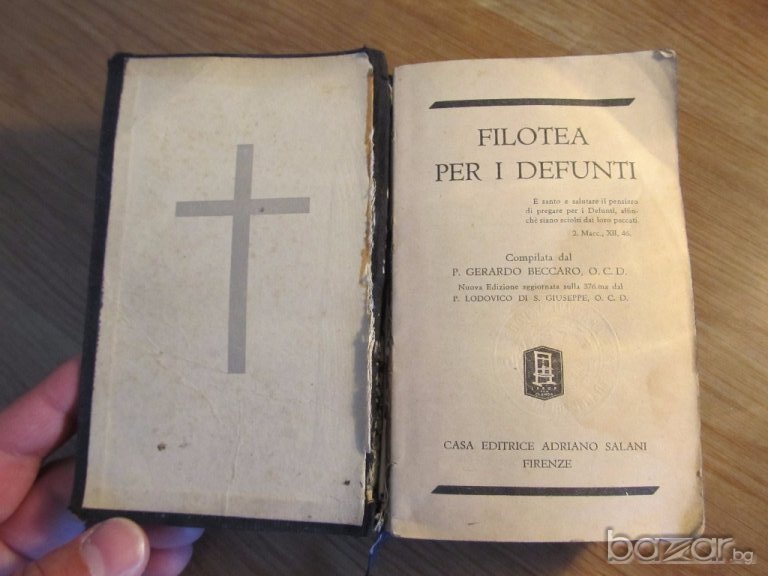 FILOTEA
PER I DEFUNTI
È santo e salutare il pensiero
di pregare per i Defunti, affin-
chè siano sciolti dai loro peccati.
2. Macc., XII, 46.
Compilata dal
P. GERARDO BECCARO, O. C. D.
Nuova Edizione aggiornata sulla 376.ma dal
P. LODOVICO DI S. GIUSEPPE, O. C. D.
CASA EDITRICE ADRIANO SALANI
FIRENZE
bazar.bg